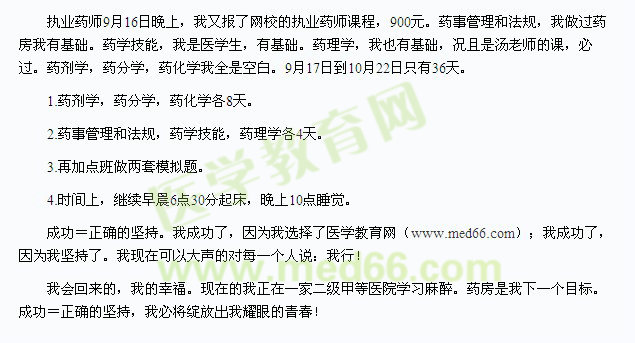 执业药师9月16日晚上，我又报了网校的执业药师课程，900元。药事管理和法规，我做过药
房我有基础。药学技能，我是医学生，有基础。药理学，我也有基础，况且是汤老师的课，必
过。药剂学，药分学，药化学我全是空白。9月17日到10月22日只有36天。
1.药剂学，药分学，药化学各8天。
2.药事管理和法规，药学技能，药理学各4天。
3.再加点班做两套模拟题。
4.时间上，继续早晨6点30分起床，晚上10点睡觉。
成功＝正确的坚持。我成功了，因为我选择了医学教育网（www.med66.com）；我成功了，
因为我坚持了。我现在可以大声的对每一个人说：我行！
我会回来的，我的幸福。现在的我正在一家二级甲等医院学习麻醉。药房是我下一个目标。
成功＝正确的坚持，我必将绽放出我耀眼的青春！
医学教育网
www.med66.com